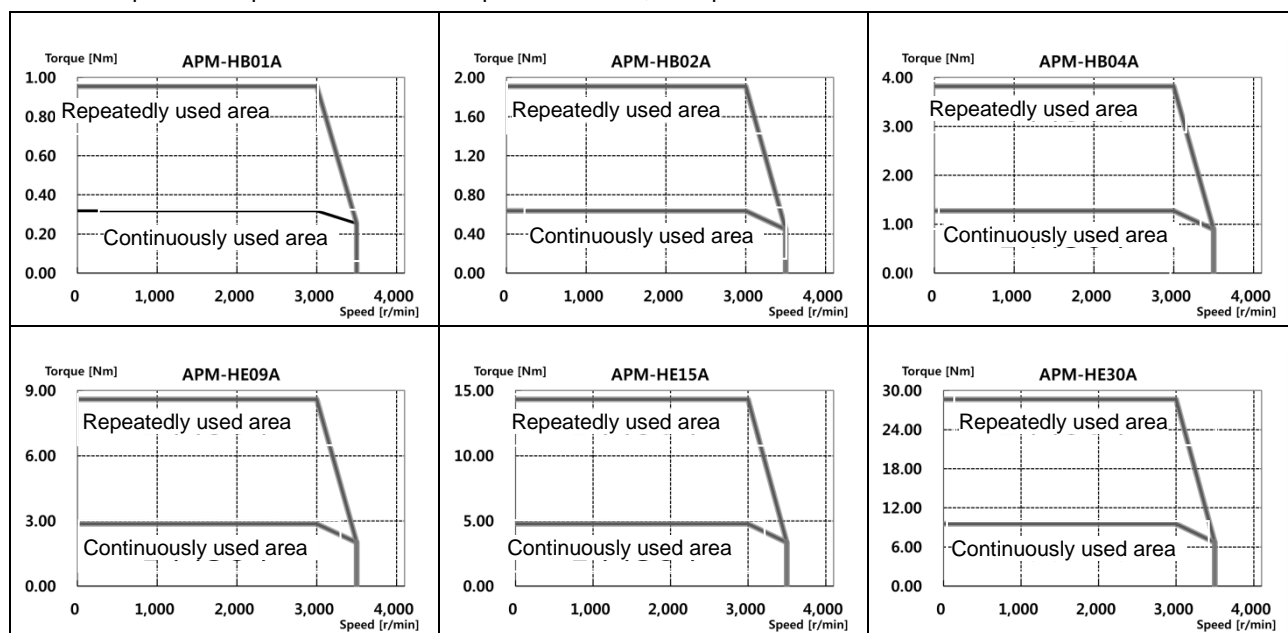 Torque [Nm] APM-HB01A
1.00
0.80 Repeatedly used area
0.60
0.40
0.20 Continuously used area
0.00
0 1,000 2,000 3,000 4,000
Speed [r/min]
Torque [Nm] APM-HB02A
2.00
1.60 Repeatedly used area
1.20
0.80
0.40 Continuously used area
0.00
0 1,000 2,000 3,000 4,000
Speed [r/min]
Torque [Nm] APM-HB04A
4.00
Repeatedly used area
3.00
2.00
1.00
Continuously used area
0.00
0 1,000 2,000 3,000 4,000
Speed [r/min]
Torque [Nm] APM-HE09A
9.00
Repeatedly used area
6.00
3.00
Continuously used area
0.00
0 1,000 2,000 3,000 4,000
Speed [r/min]
Torque [Nm] APM-HE15A
15.00
Repeatedly used area
10.00
5.00
Continuously used area
0.00
0 1,000 2,000 3,000 4,000
Speed [r/min]
Torque [Nm] APM-HE30A
30.00
Repeatedly used area
24.00
18.00
12.00
6.00 Continuously used area
0.00
0 1,000 2,000 3,000 4,000
Speed [r/min]